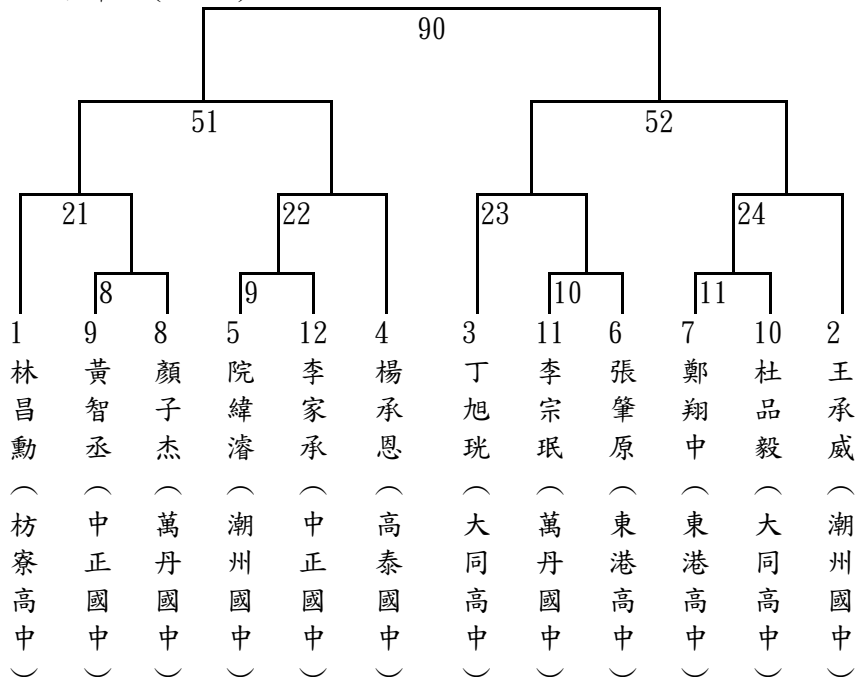 90
51 52
21 22 23 24
8 9 10 11
1 9 8 5 12 4 3 11 6 7 10 2
林昌勳（枋寮高中）
黃智丞（中正國中）
顏子杰（萬丹國中）
院緯濬（潮州國中）
李家承（中正國中）
楊承恩（高泰國中）
丁旭珖（大同高中）
李宗珉（萬丹國中）
張肇原（東港高中）
鄭翔中（東港高中）
杜品毅（大同高中）
王承威（潮州國中）